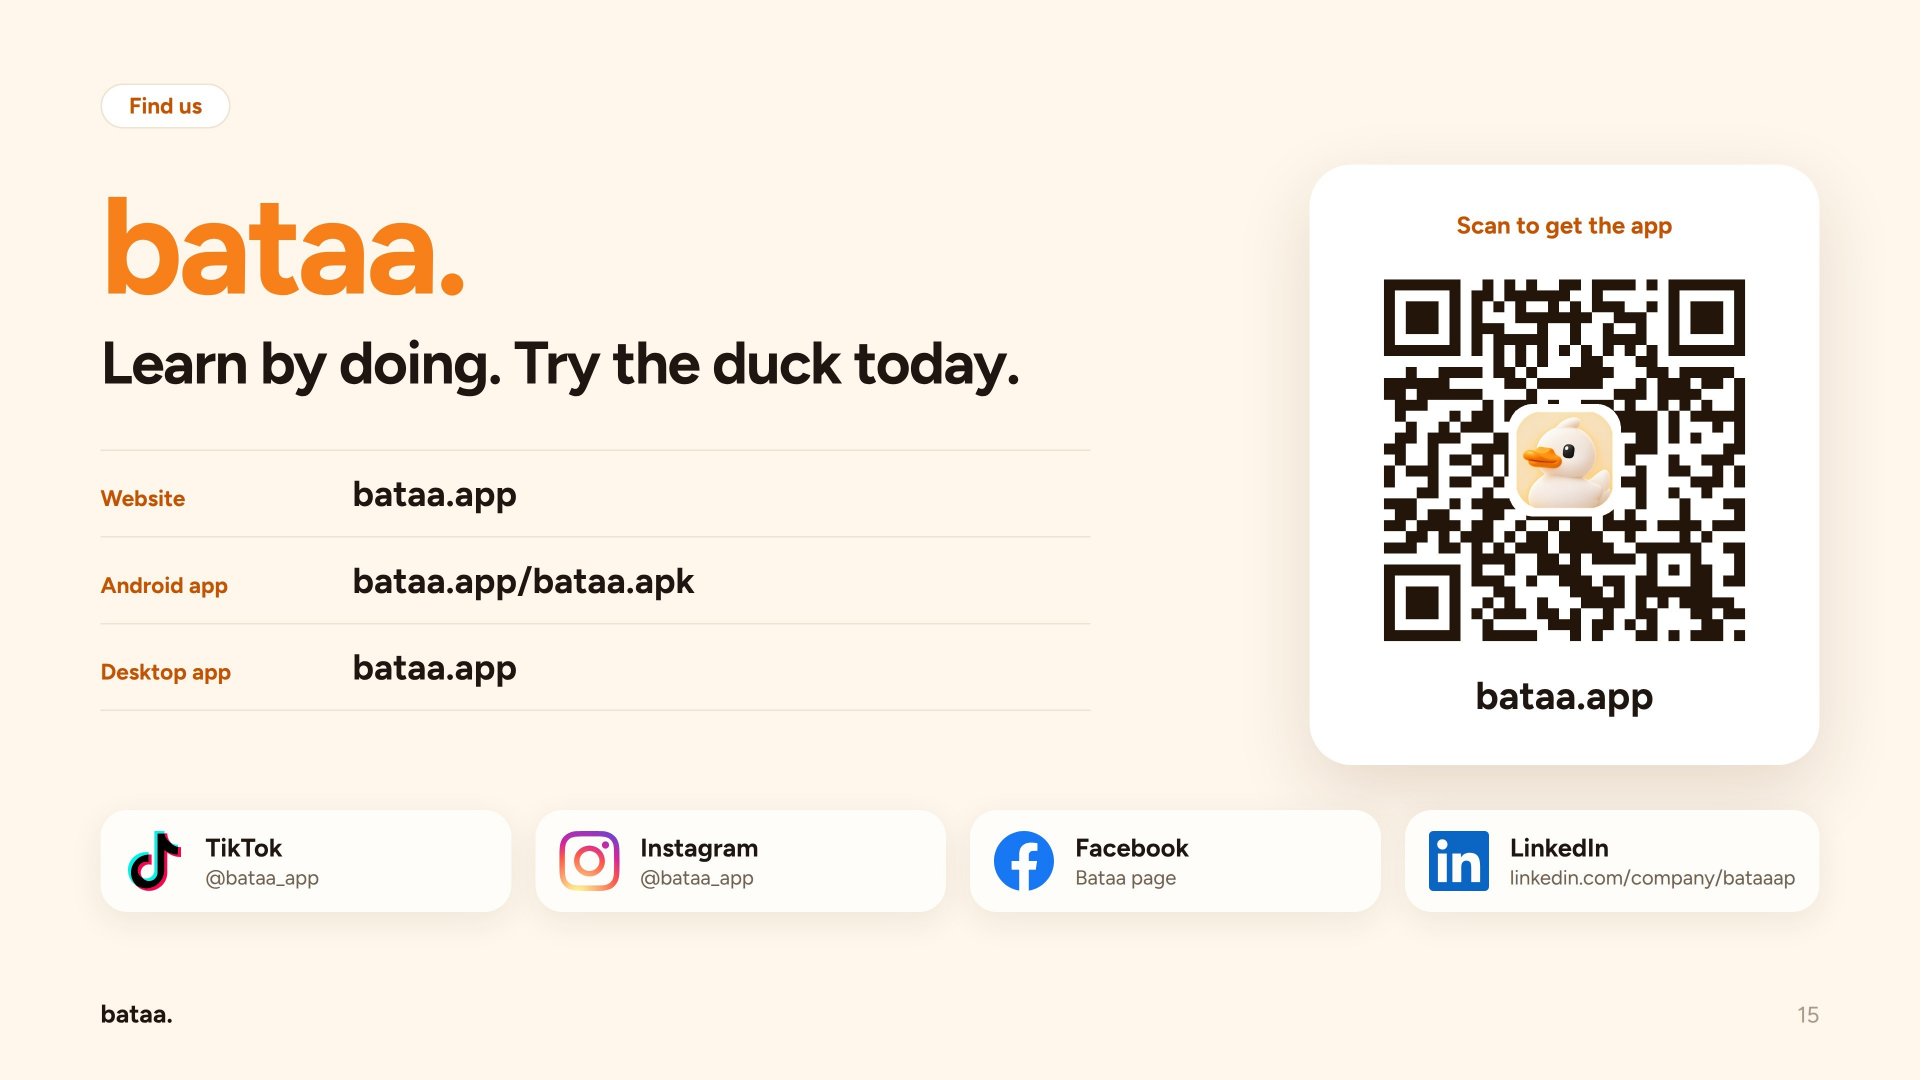 Find us
bataa.
Learn by doing. Try the duck today.
Website bataa.app
Android app bataa.app/bataa.apk
Desktop app bataa.app
Scan to get the app
bataa.app
TikTok
@bataa_app
Instagram
@bataa_app
Facebook
Bataa page
LinkedIn
linkedin.com/company/bataaap
bataa.
15